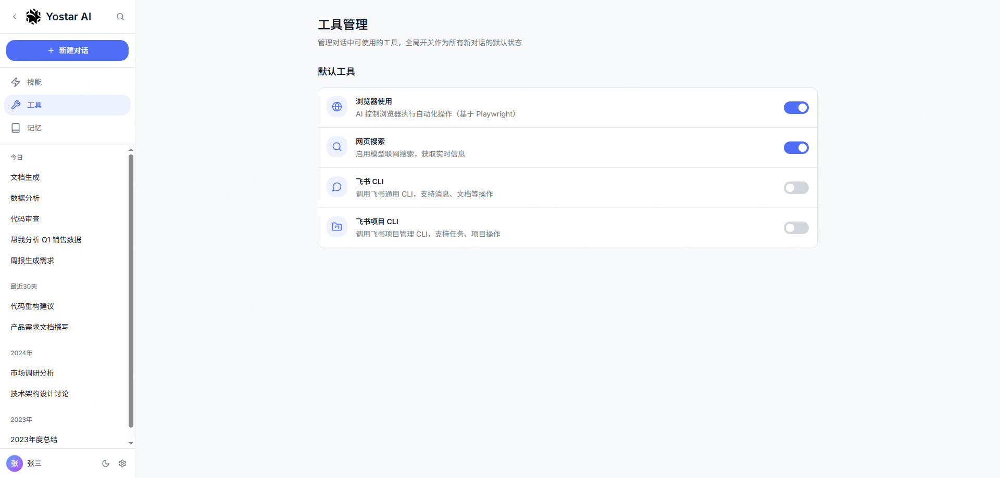 Yostar AI
新建对话
技能
工具
记忆
今日
文档生成
数据分析
代码审查
帮我分析 Q1 销售数据
周报生成需求
最近30天
代码重构建议
产品需求文档撰写
2024年
市场调研分析
技术架构设计讨论
2023年
2023年度总结
张 张三
工具管理
管理对话中可使用的工具，全局开关作为所有新对话的默认状态
默认工具
浏览器使用
AI 控制浏览器执行自动化操作（基于 Playwright）
网页搜索
启用模型联网搜索，获取实时信息
飞书 CLI
调用飞书通用 CLI，支持消息、文档等操作
飞书项目 CLI
调用飞书项目管理 CLI，支持任务、项目操作